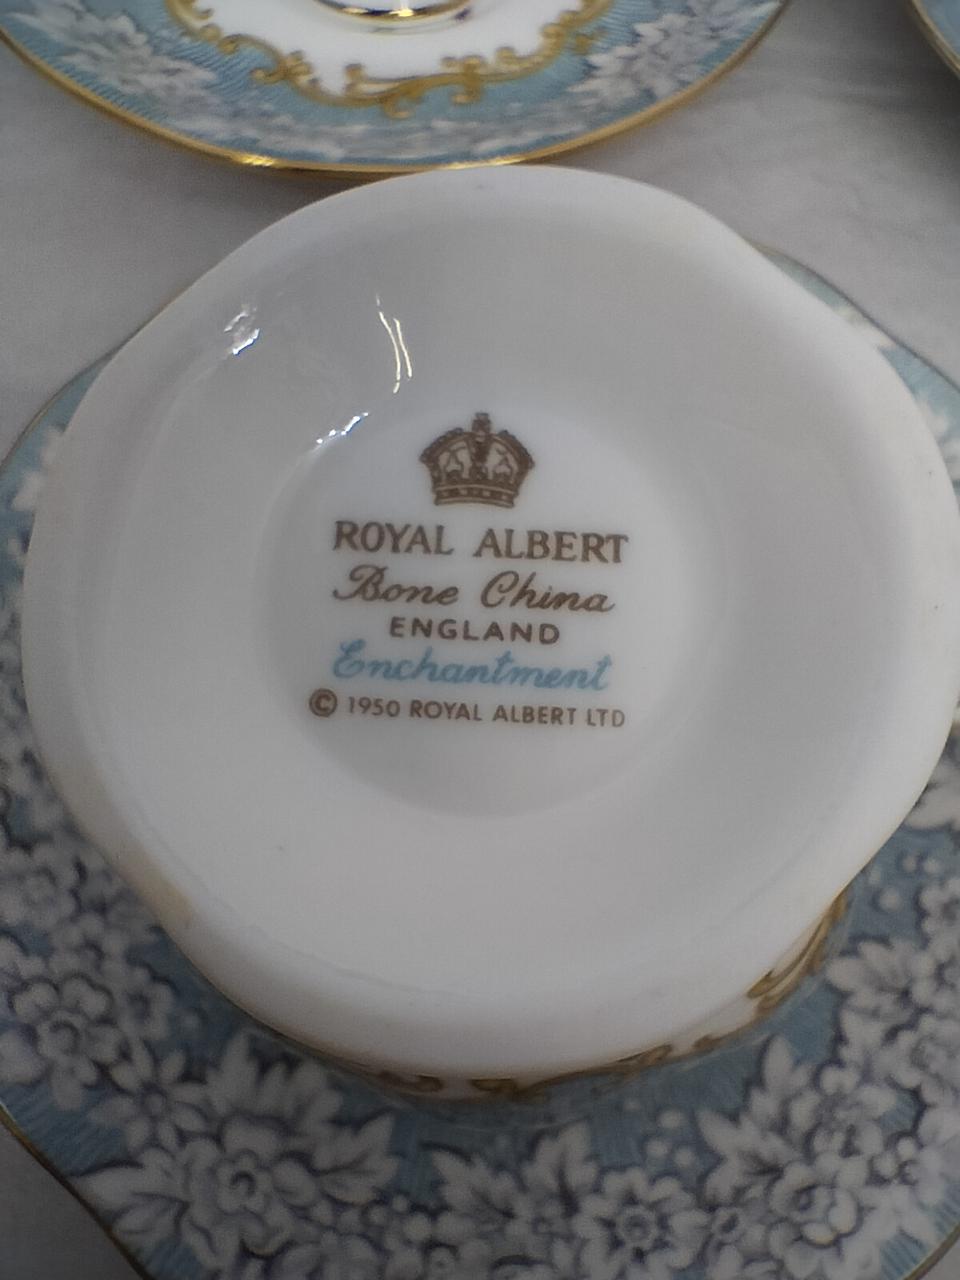 ROYAL ALBERT
Bone China
ENGLAND
Enchantment
© 1950 ROYAL ALBERT LTD